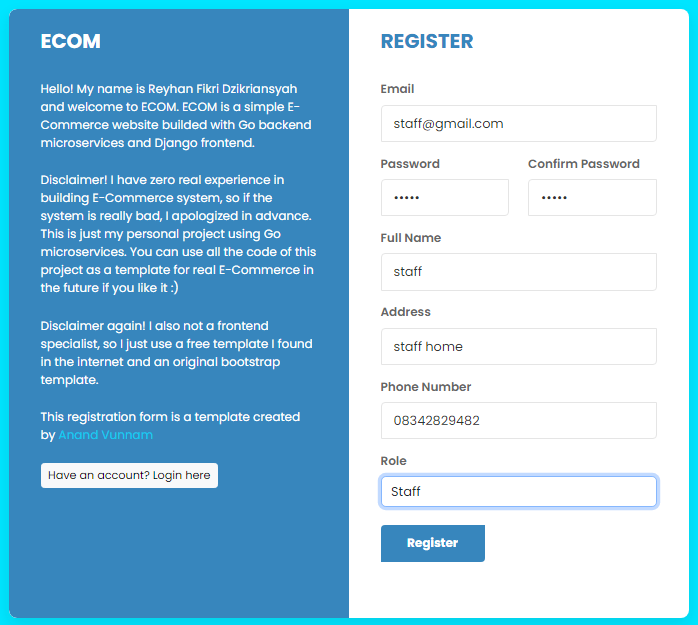 ECOM
Hello! My name is Reyhan Fikri Dzikriansyah
and welcome to ECOM. ECOM is a simple E-
Commerce website builded with Go backend
microservices and Django frontend.
Disclaimer! I have zero real experience in
building E-Commerce system, so if the
system is really bad, I apologized in advance.
This is just my personal project using Go
microservices. You can use all the code of this
project as a template for real E-Commerce in
the future if you like it :)
Disclaimer again! I also not a frontend
specialist, so I just use a free template I found
in the internet and an original bootstrap
template.
This registration form is a template created
by Anand Vunnam
Have an account? Login here
REGISTER
Email
staff@gmail.com
Password Confirm Password
••••• •••••
Full Name
staff
Address
staff home
Phone Number
08342829482
Role
Staff
Register